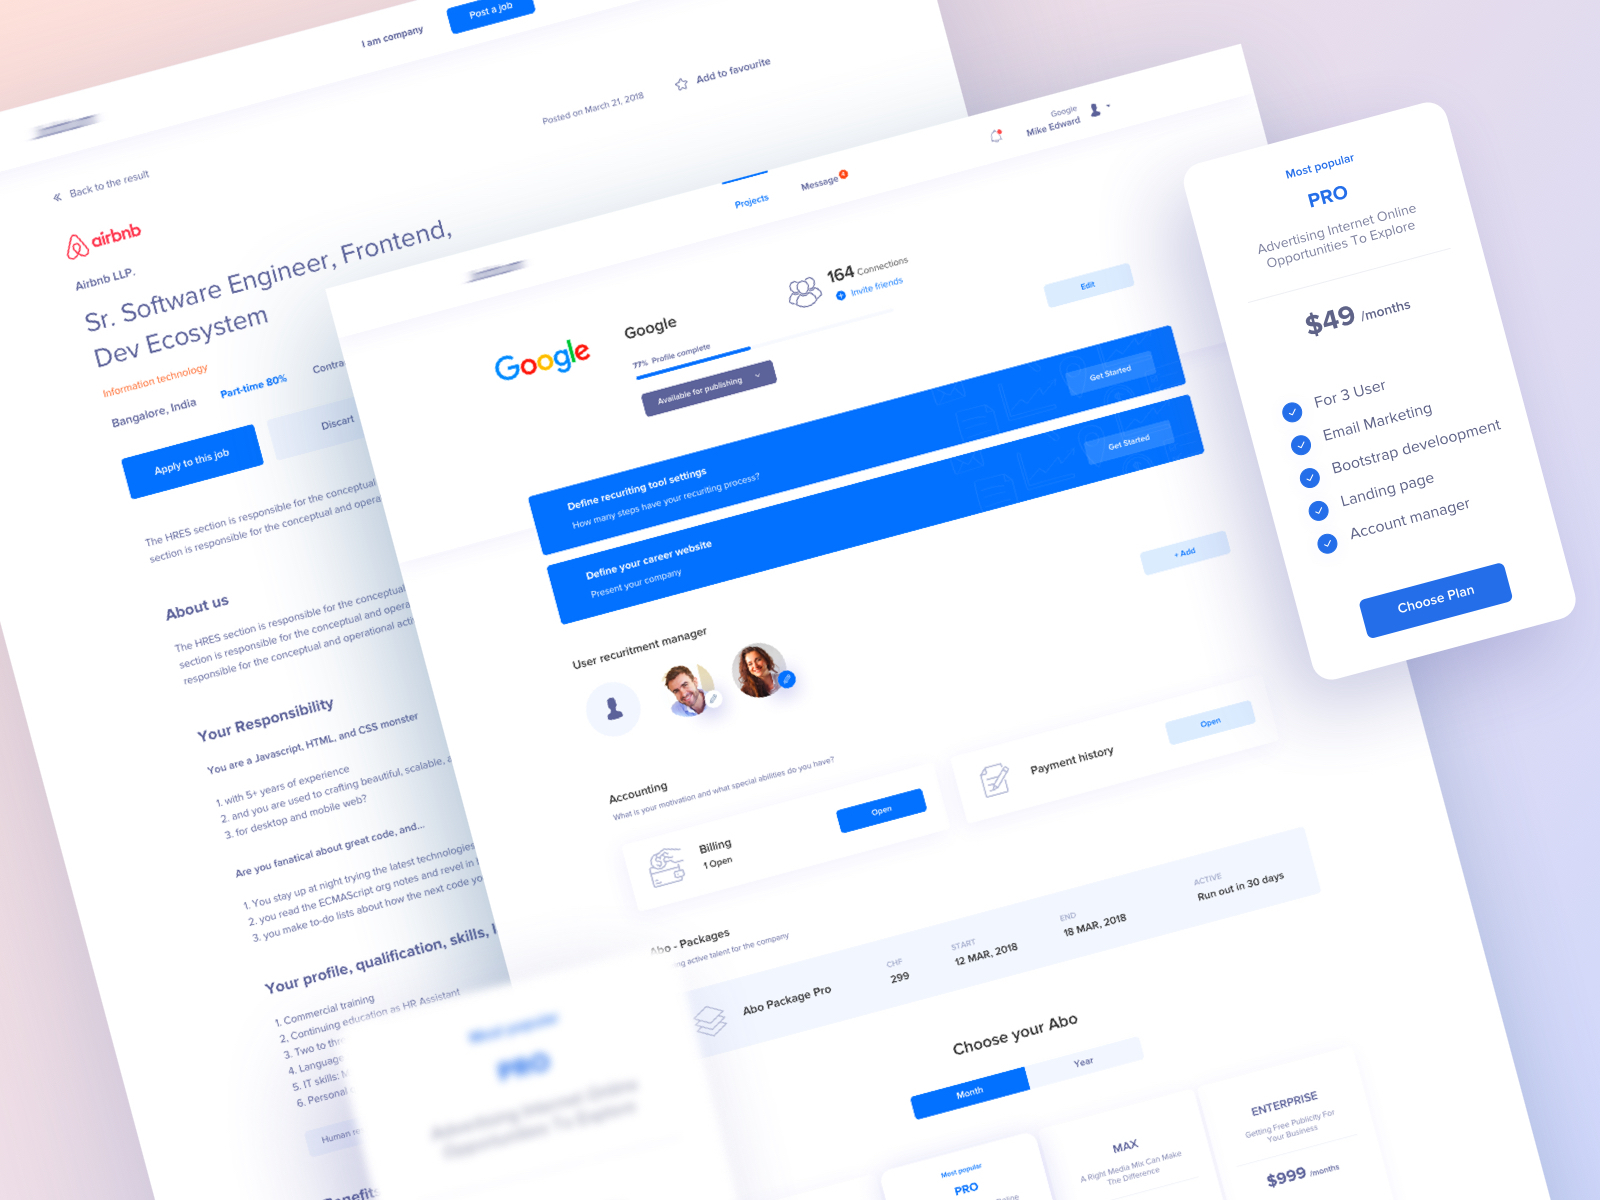 I am company
Post a job
Posted on March 21, 2018
Add to favourite
Back to the result
airbnb
Airbnb LLP.
Sr. Software Engineer, Frontend,
Dev Ecosystem
Information technology
Bangalore, India
Part-time 80%
Contra
Apply to this job
Discart
The HRES section is responsible for the conceptual
section is responsible for the conceptual and opera
About us
The HRES section is responsible for the conceptual
section is responsible for the conceptual and opera
responsible for the conceptual and operational acti
Your Responsibility
You are a Javascript, HTML, and CSS monster
1. with 5+ years of experience
2. and you are used to crafting beautiful, scalable, a
3. for desktop and mobile web?
Are you fanatical about great code, and...
1. You stay up at night trying the latest technologies
2. you read the ECMAScript org notes and revel in
3. you make to-do lists about how the next code yo
Your profile, qualification, skills,
1. Commercial training
2. Continuing education as HR Assistant
3. Two to thr
4. Language
5. IT skills:
6. Personal
Human re
Benefits
Projects
Message
4
Google
Mike Edward
Google
Google
77% Profile complete
Available for publishing
164 Connections
Invite friends
Edit
Define recuriting tool settings
How many steps have your recuriting process?
Get Started
Define your career website
Present your company
Get Started
User recuritment manager
+ Add
Accounting
What is your motivation and what special abilities do you have?
Billing
1 Open
Open
Payment history
Open
Abo - Packages
ng active talent for the company
Abo Package Pro
CHF
299
START
12 MAR, 2018
END
18 MAR, 2018
ACTIVE
Run out in 30 days
Choose your Abo
Month
Year
Most popular
PRO
Online
MAX
A Right Media Mix Can Make
The Difference
ENTERPRISE
Getting Free Publicity For
Your Business
$999 /months
Most popular
PRO
Advertising Internet Online
Opportunities To Explore
$49 /months
For 3 User
Email Marketing
Bootstrap develoopment
Landing page
Account manager
Choose Plan
Most popular
PRO
Advertising Internet Online
Opportunities To Explore